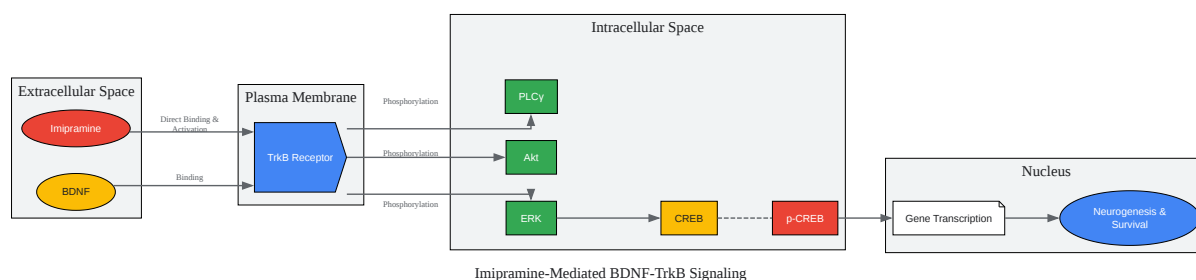 Extracellular Space
Imipramine
BDNF
Direct Binding &
Activation
Binding
Plasma Membrane
TrkB Receptor
Phosphorylation
Phosphorylation
Phosphorylation
Intracellular Space
PLCγ
Akt
ERK
CREB
p-CREB
Nucleus
Gene Transcription
Neurogenesis &
Survival
Imipramine-Mediated BDNF-TrkB Signaling